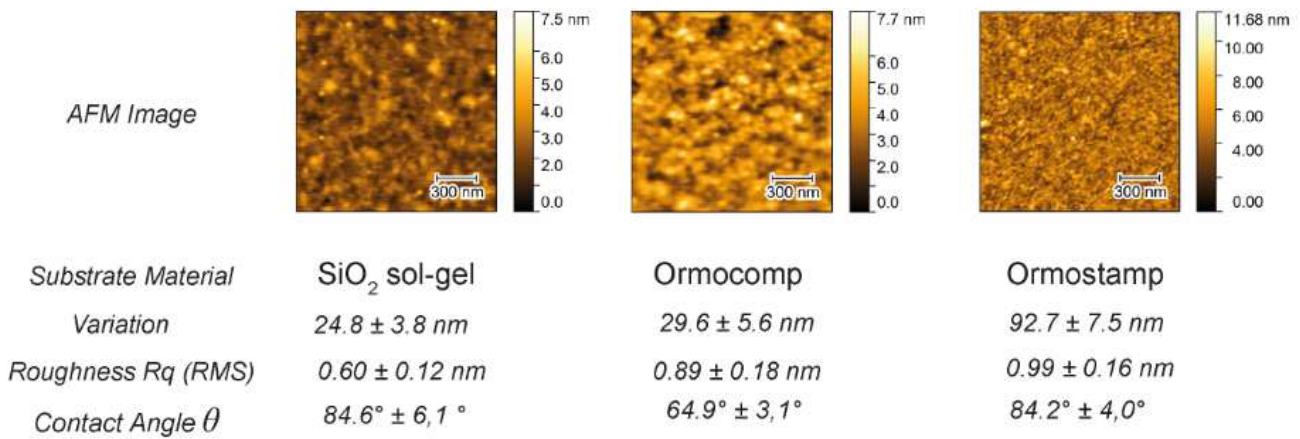 AFM Image
7.5 nm
6.0
5.0
4.0
3.0
2.0
0.0
300 nm
7.7 nm
6.0
5.0
4.0
3.0
2.0
0.0
300 nm
11.68 nm
10.00
8.00
6.00
4.00
0.00
300 nm
Substrate Material SiO₂ sol-gel Ormocomp Ormostamp
Variation 24.8 ± 3.8 nm 29.6 ± 5.6 nm 92.7 ± 7.5 nm
Roughness Rq (RMS) 0.60 ± 0.12 nm 0.89 ± 0.18 nm 0.99 ± 0.16 nm
Contact Angle θ 84.6° ± 6,1 ° 64.9° ± 3,1° 84.2° ± 4,0°